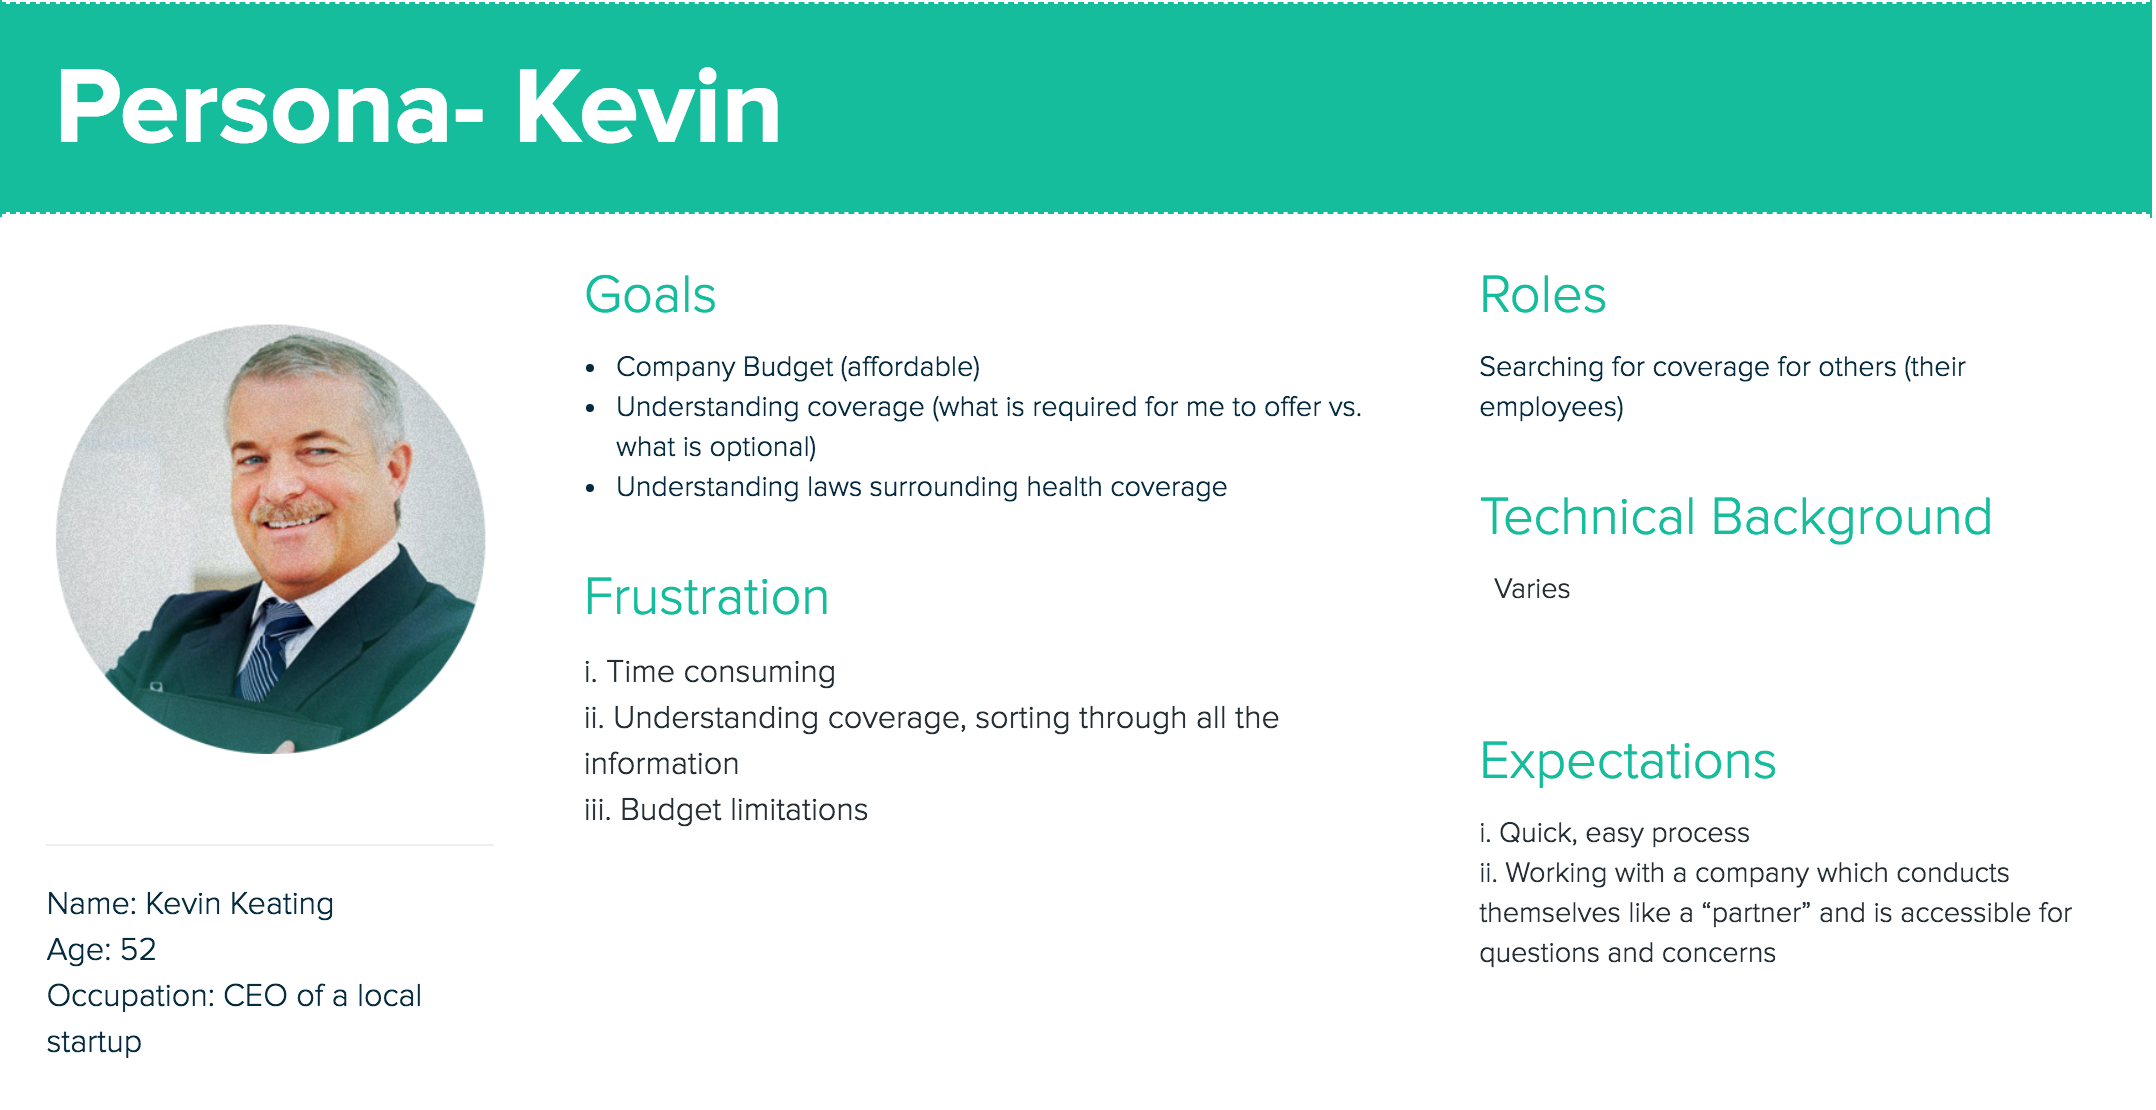 Persona- Kevin
Name: Kevin Keating
Age: 52
Occupation: CEO of a local
startup
Goals
• Company Budget (affordable)
• Understanding coverage (what is required for me to offer vs.
what is optional)
• Understanding laws surrounding health coverage
Frustration
i. Time consuming
ii. Understanding coverage, sorting through all the
information
iii. Budget limitations
Roles
Searching for coverage for others (their
employees)
Technical Background
Varies
Expectations
i. Quick, easy process
ii. Working with a company which conducts
themselves like a “partner” and is accessible for
questions and concerns